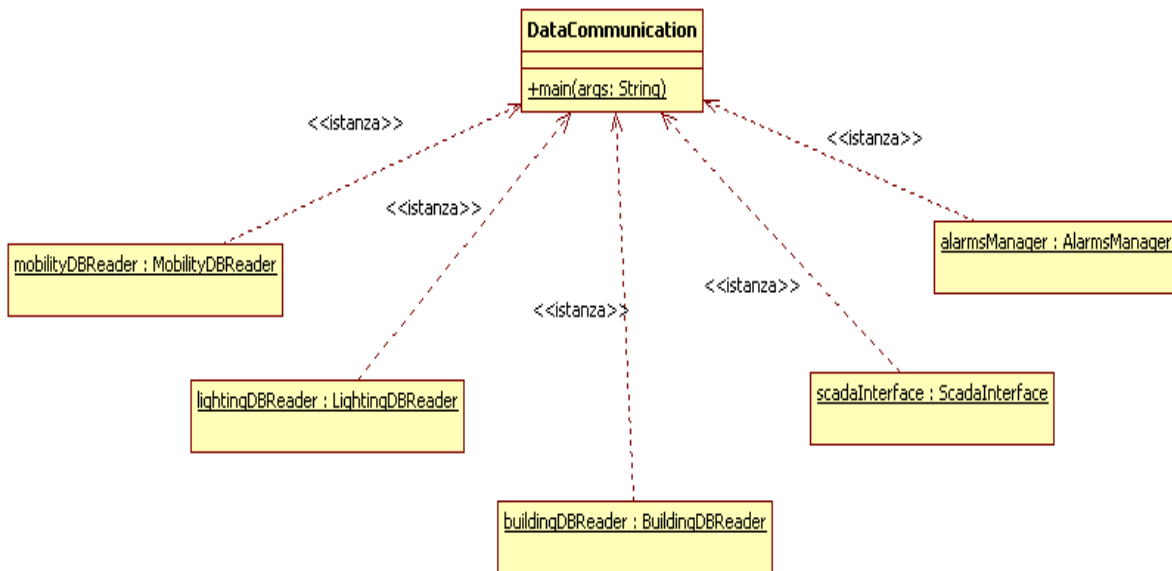 DataCommunication
+main(args: String)
<<istanza>>
<<istanza>>
<<istanza>>
alarmsManager : AlarmsManager
mobilityDBReader : MobilityDBReader
<<istanza>>
<<istanza>>
lightingDBReader : LightingDBReader
scadaInterface : ScadaInterface
buildingDBReader : BuildingDBReader